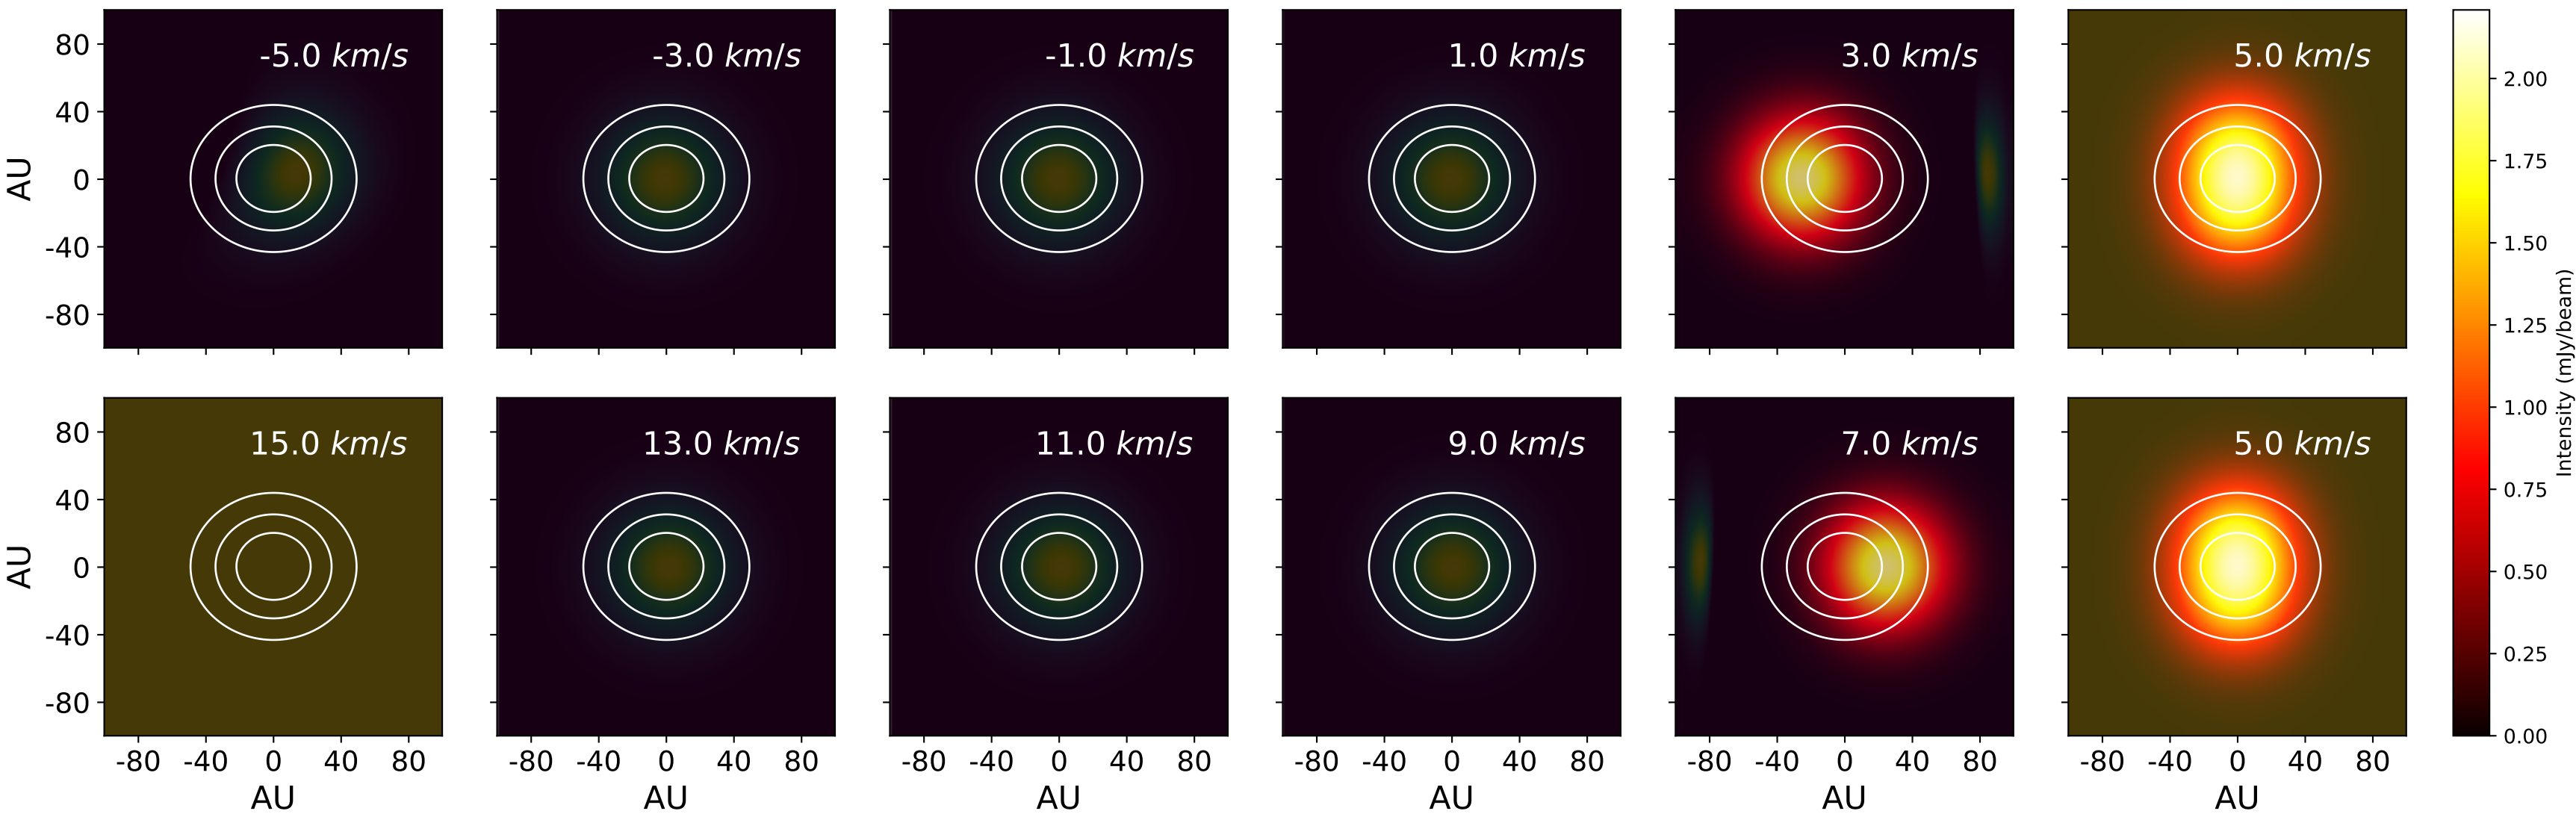 -5.0 km/s
-3.0 km/s
-1.0 km/s
1.0 km/s
3.0 km/s
5.0 km/s
80
40
0
-40
-80
AU
15.0 km/s
13.0 km/s
11.0 km/s
9.0 km/s
7.0 km/s
5.0 km/s
80
40
0
-40
-80
AU
-80 -40 0 40 80
-80 -40 0 40 80
-80 -40 0 40 80
-80 -40 0 40 80
-80 -40 0 40 80
-80 -40 0 40 80
AU
AU
AU
AU
AU
AU
2.00
1.75
1.50
1.25
1.00
0.75
0.50
0.25
0.00
Intensity (mJy/beam)